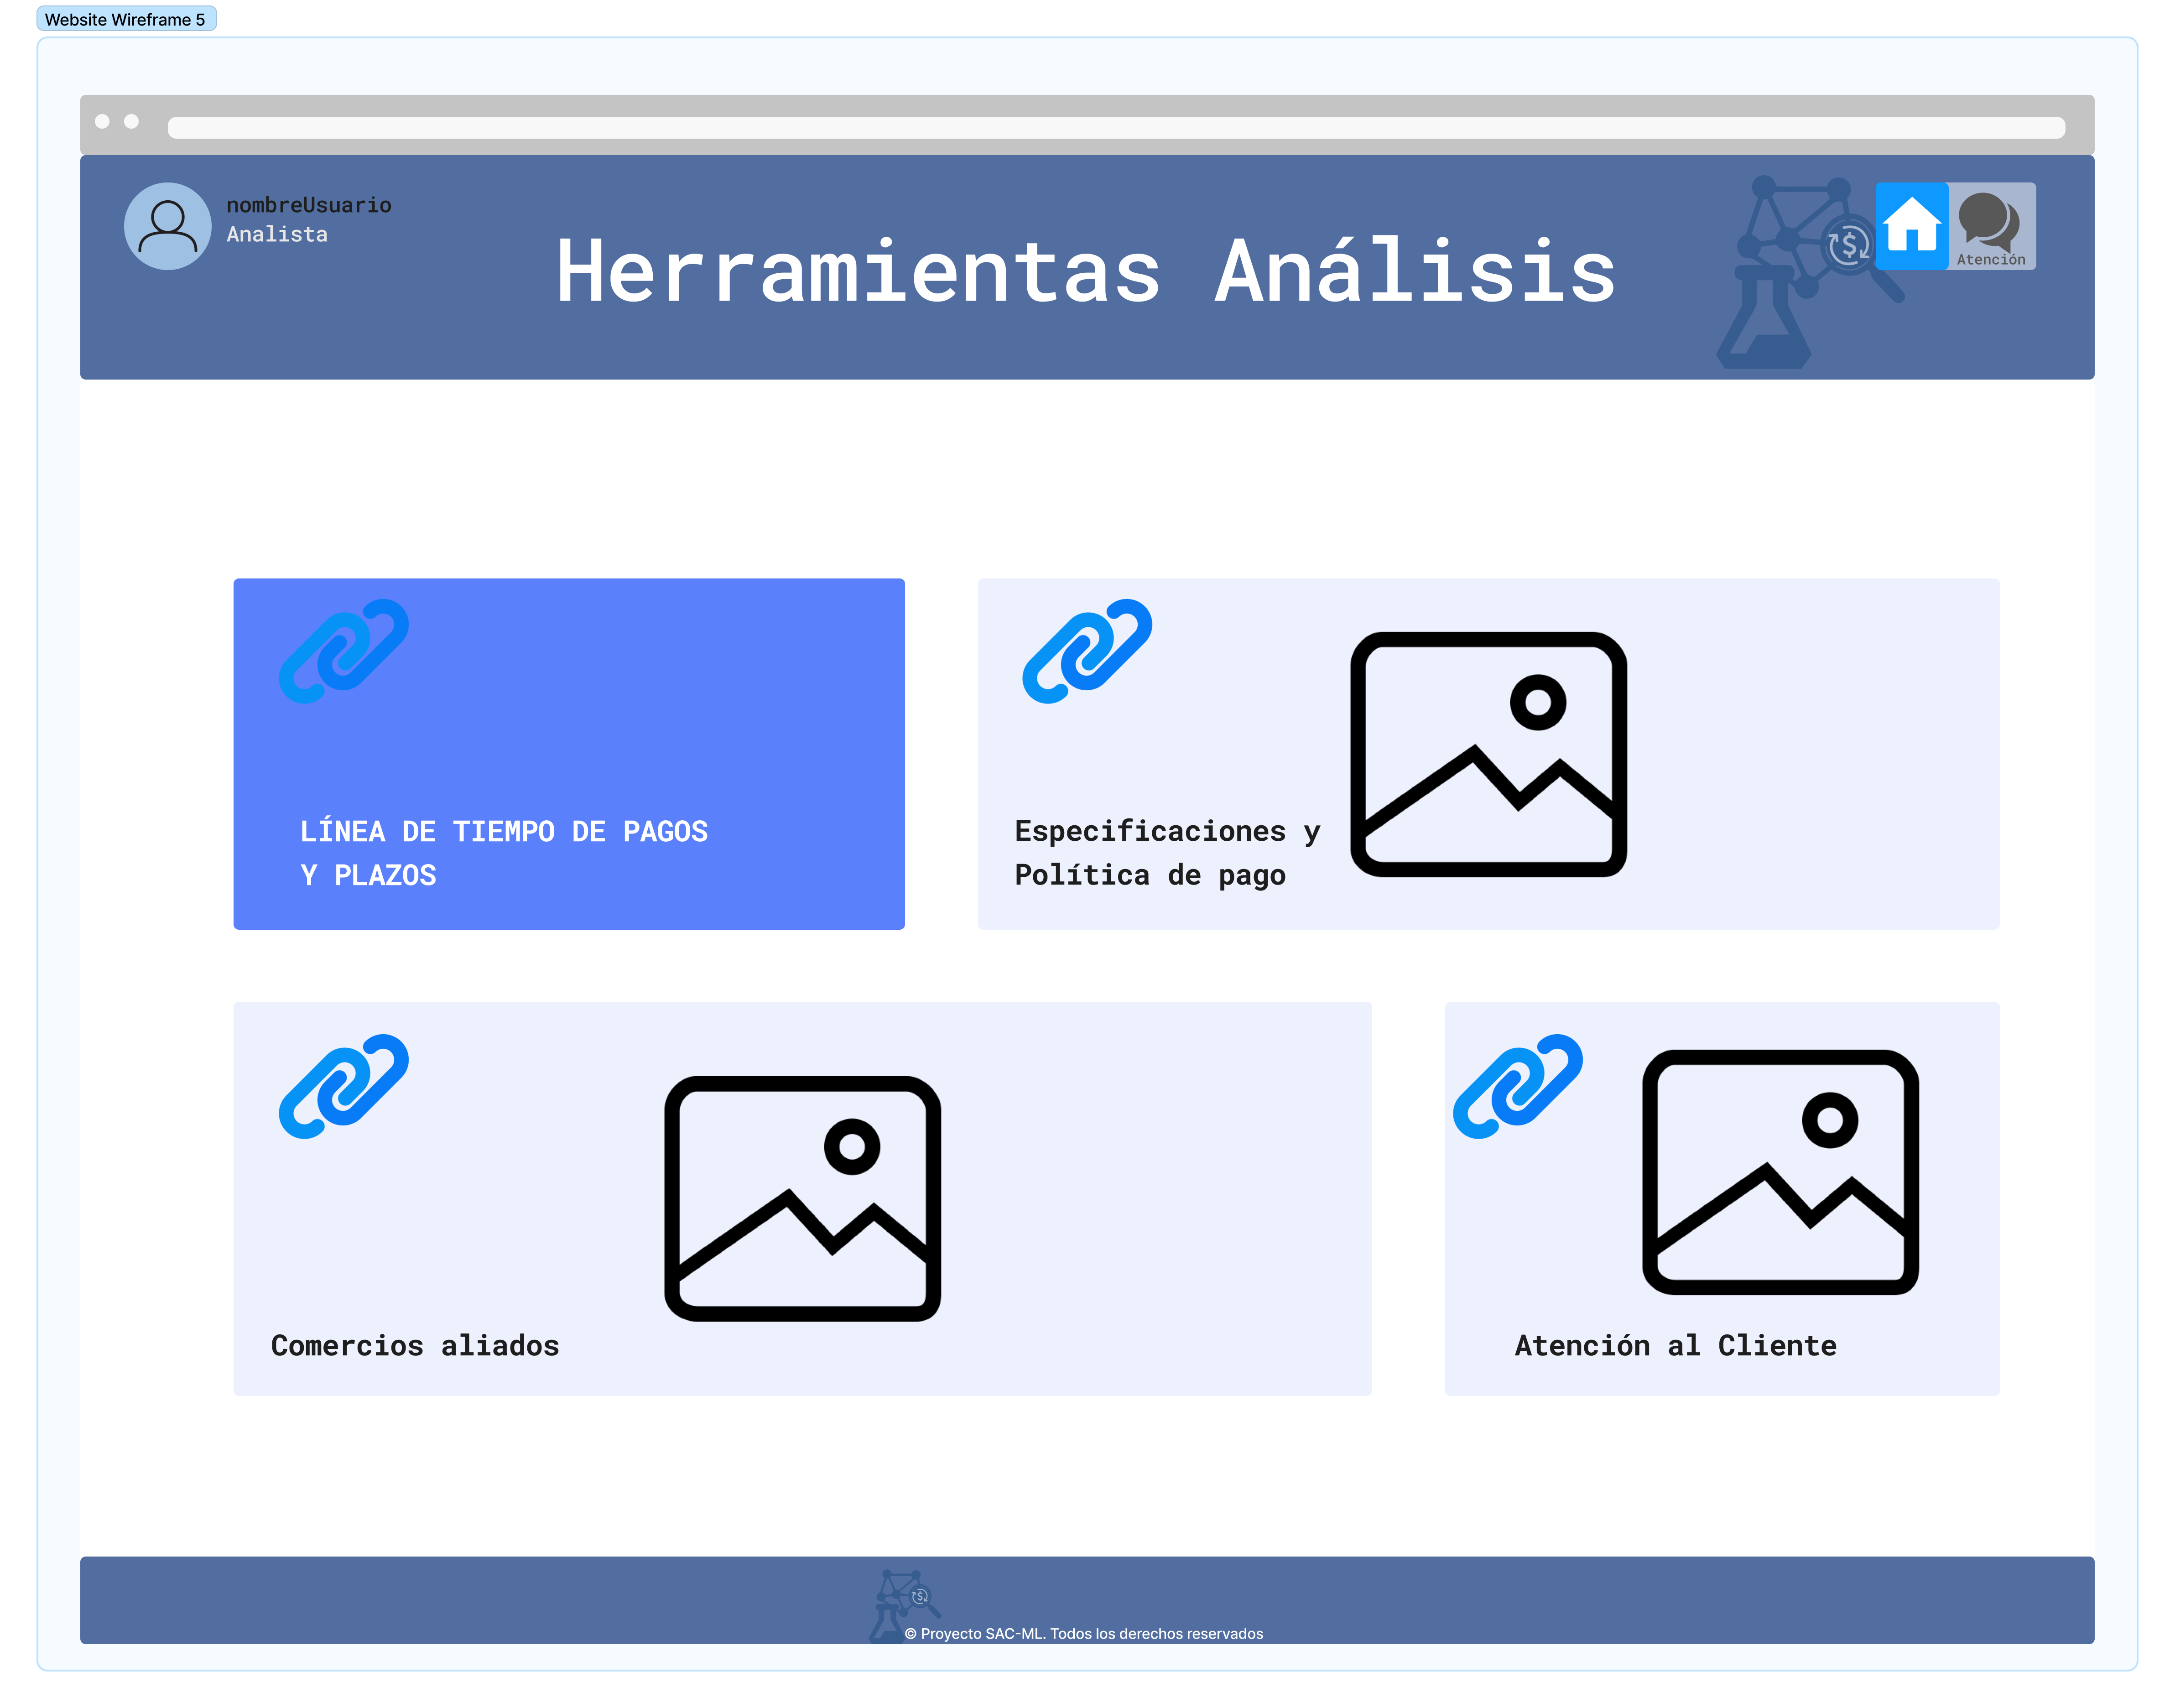 Website Wireframe 5
nombreUsuario
Analista
Herramientas Análisis
$
Atención
LÍNEA DE TIEMPO DE PAGOS
Y PLAZOS
Especificaciones y
Política de pago
Comercios aliados
Atención al Cliente
$
© Proyecto SAC-ML. Todos los derechos reservados